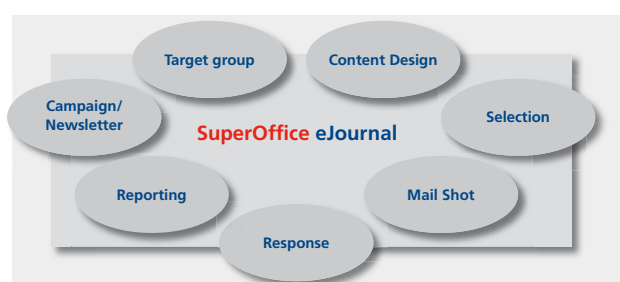 Target group
Content Design
Campaign/
Newsletter
Selection
SuperOffice eJournal
Reporting
Mail Shot
Response